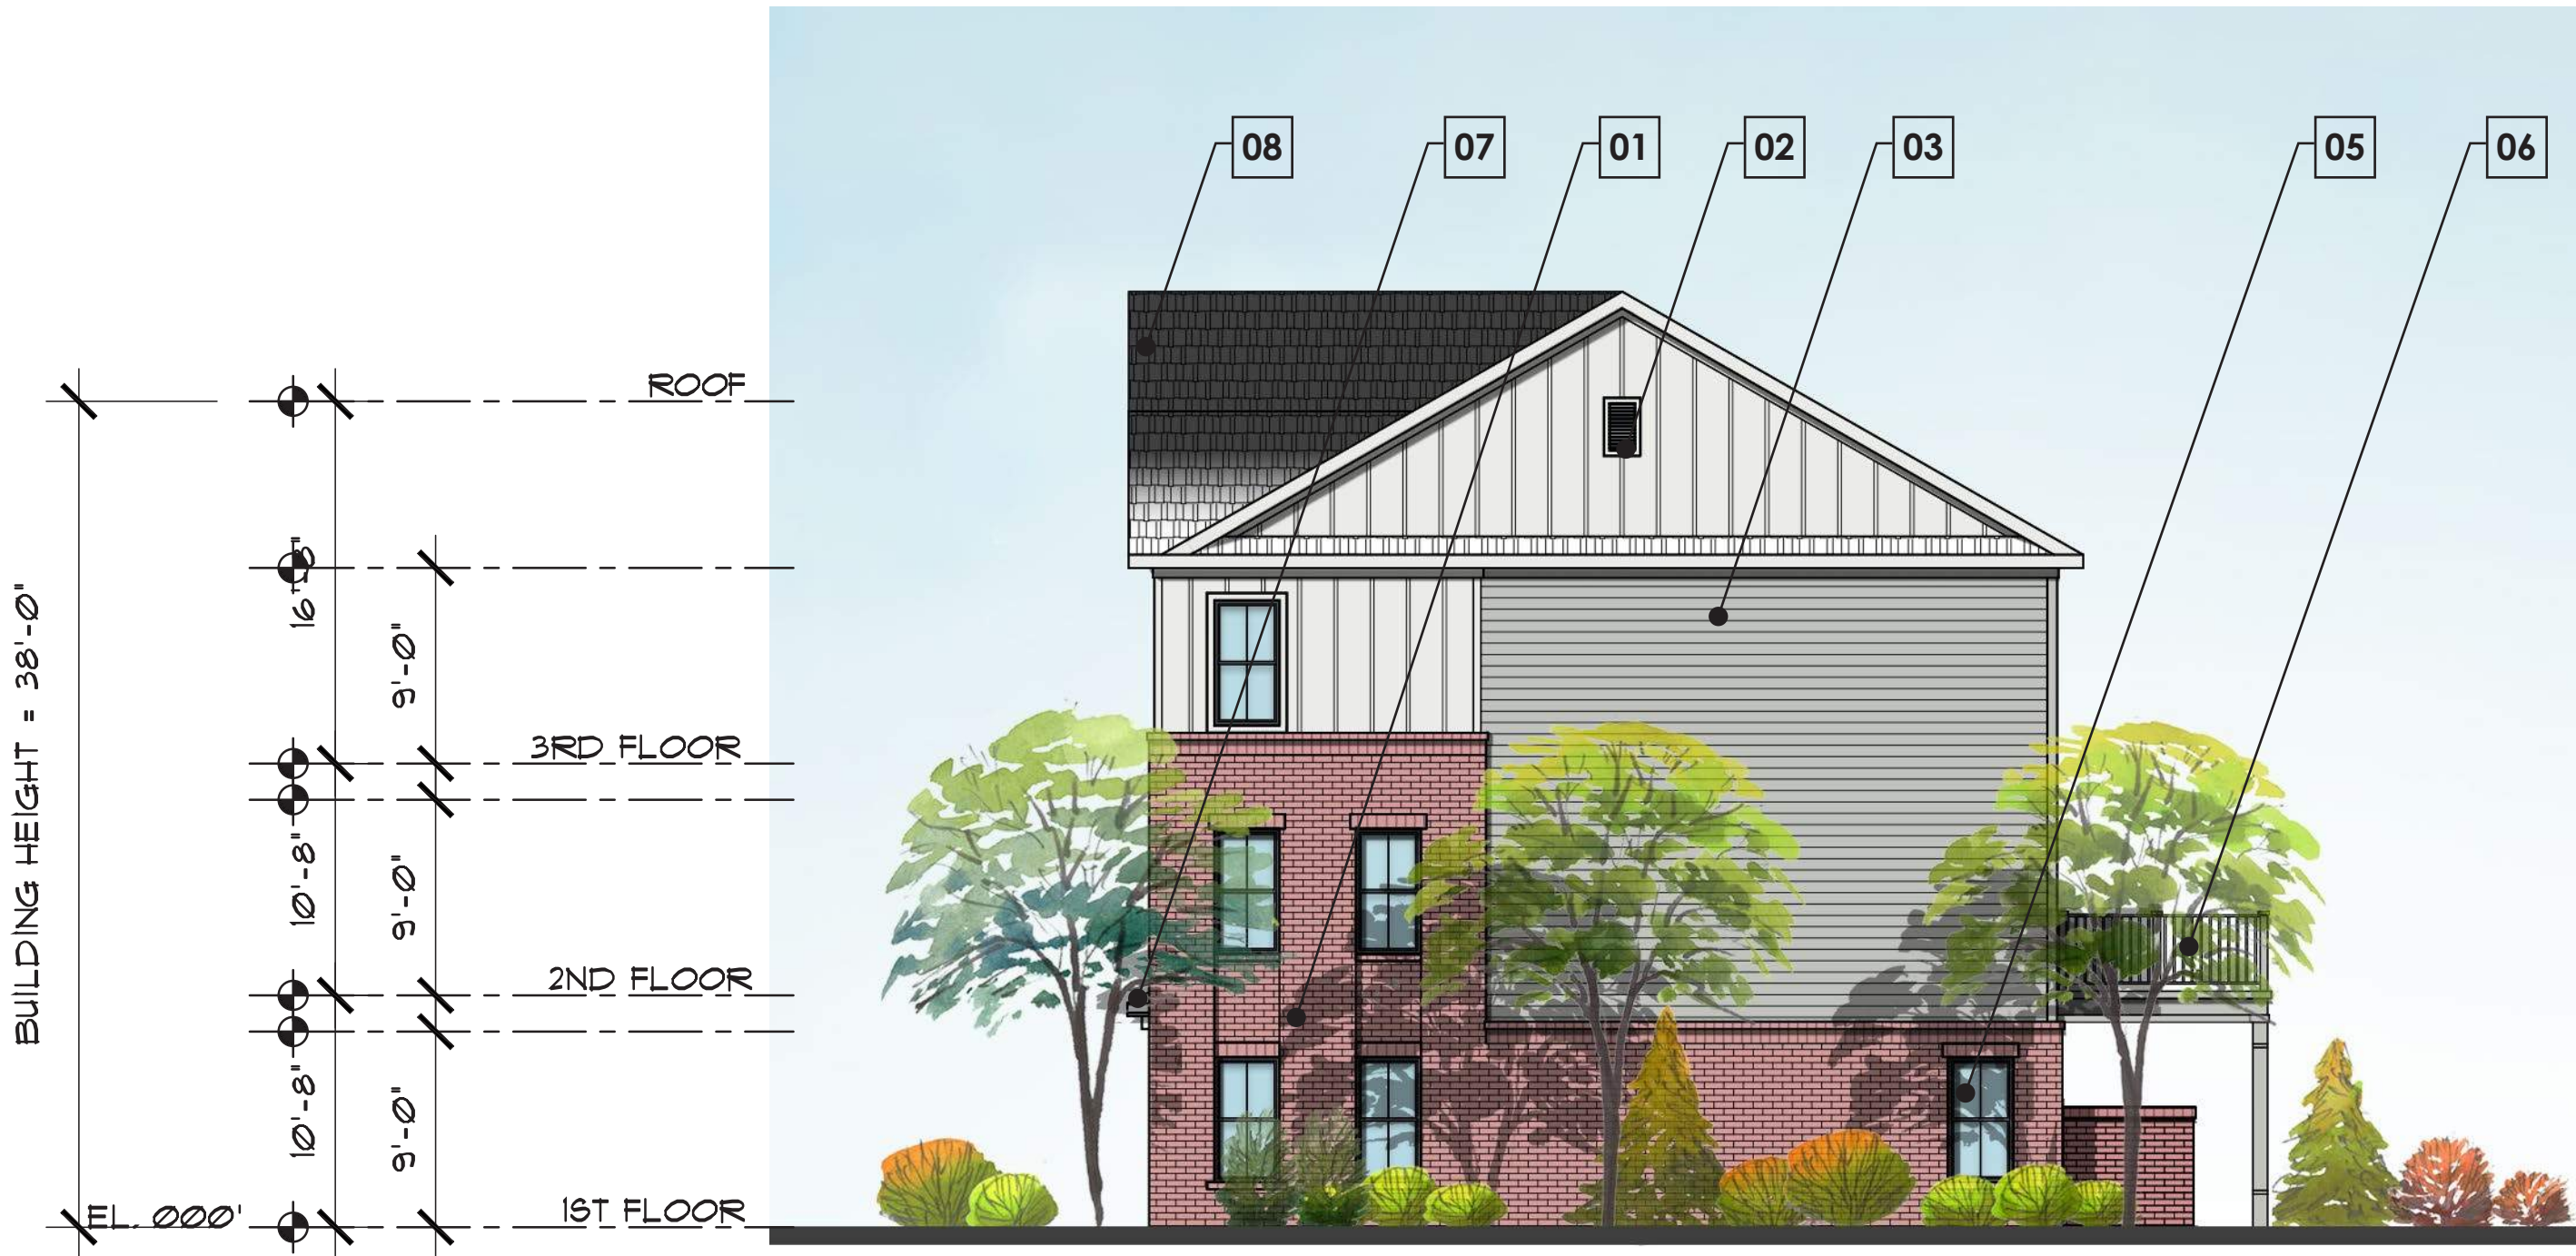 08
07
01
02
03
05
06
ROOF
3RD FLOOR
2ND FLOOR
1ST FLOOR
EL. 000'
BUILDING HEIGHT = 38'-0"
16'-8"
10'-8"
10'-8"
9'-0"
9'-0"
9'-0"